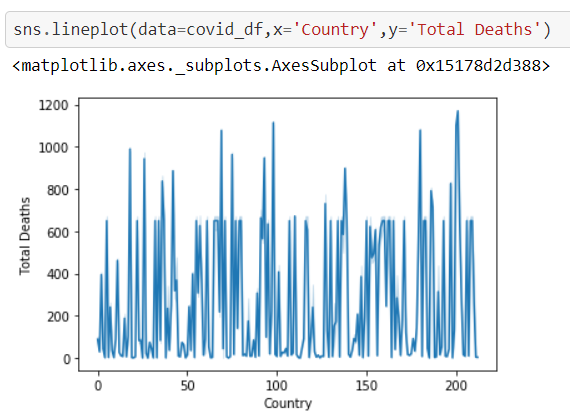 sns.lineplot(data=covid_df,x='Country',y='Total Deaths')
<matplotlib.axes._subplots.AxesSubplot at 0x15178d2d388>
1200
1000
800
600
400
200
0
Total Deaths
0 50 100 150 200
Country